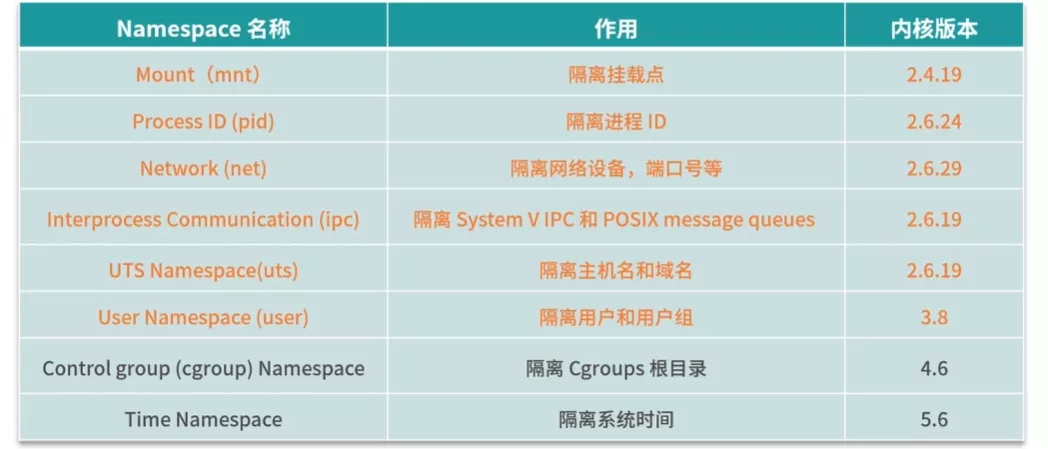 Namespace 名称 作用 内核版本
Mount（mnt） 隔离挂载点 2.4.19
Process ID (pid) 隔离进程 ID 2.6.24
Network (net) 隔离网络设备，端口号等 2.6.29
Interprocess Communication (ipc) 隔离 System V IPC 和 POSIX message queues 2.6.19
UTS Namespace(uts) 隔离主机名和域名 2.6.19
User Namespace (user) 隔离用户和用户组 3.8
Control group (cgroup) Namespace 隔离 Cgroups 根目录 4.6
Time Namespace 隔离系统时间 5.6